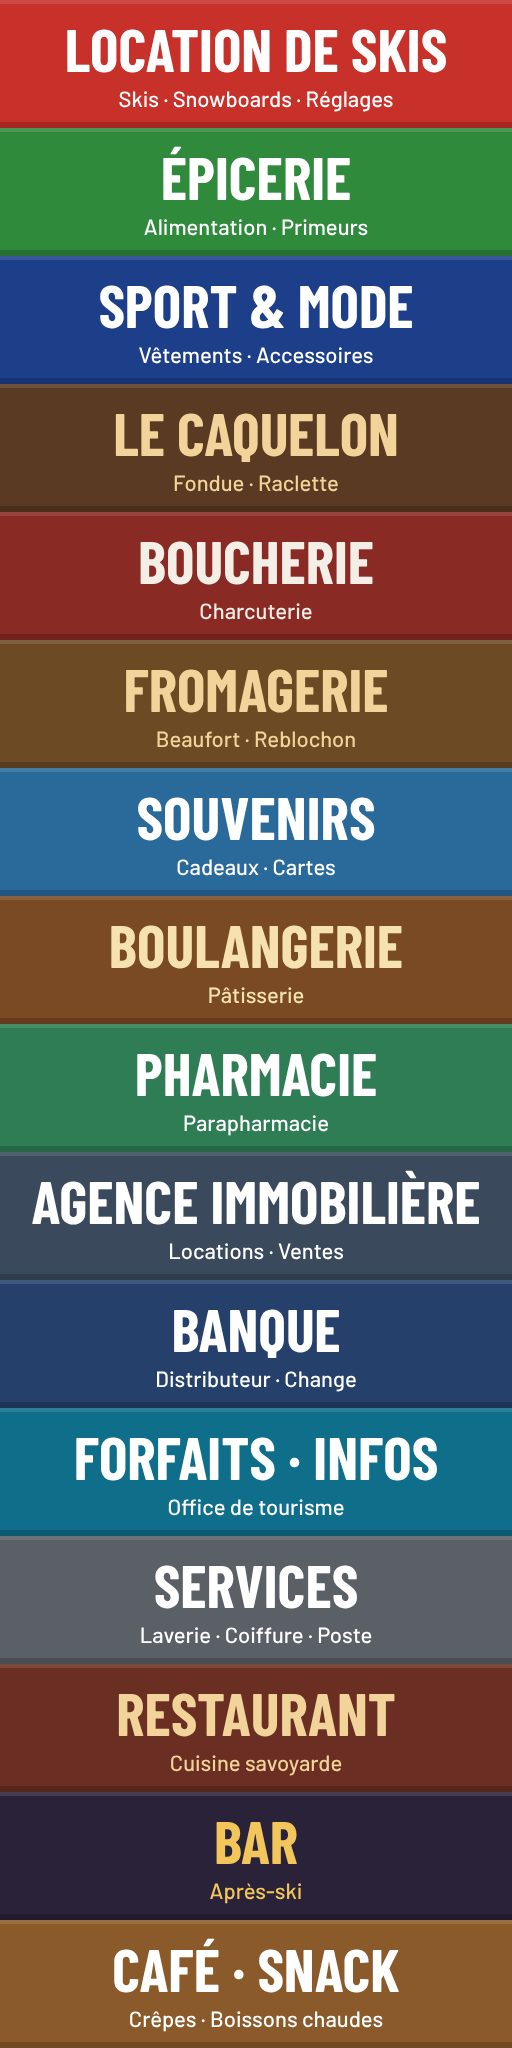 LOCATION DE SKIS
Skis · Snowboards · Réglages
ÉPICERIE
Alimentation · Primeurs
SPORT & MODE
Vêtements · Accessoires
LE CAQUELON
Fondue · Raclette
BOUCHERIE
Charcuterie
FROMAGERIE
Beaufort · Reblochon
SOUVENIRS
Cadeaux · Cartes
BOULANGERIE
Pâtisserie
PHARMACIE
Parapharmacie
AGENCE IMMOBILIÈRE
Locations · Ventes
BANQUE
Distributeur · Change
FORFAITS · INFOS
Office de tourisme
SERVICES
Laverie · Coiffure · Poste
RESTAURANT
Cuisine savoyarde
BAR
Après-ski
CAFÉ · SNACK
Crêpes · Boissons chaudes